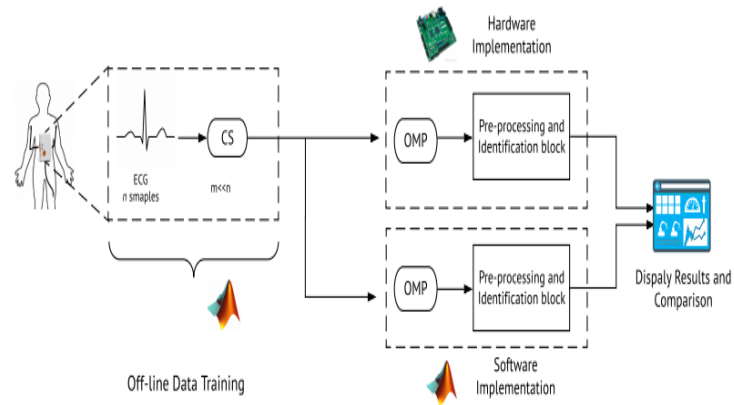 ECG
n smaples
CS
m<<n
Off-line Data Training
Hardware
Implementation
OMP
Pre-processing and
Identification block
OMP
Pre-processing and
Identification block
Software
Implementation
Dispaly Results and
Comparison